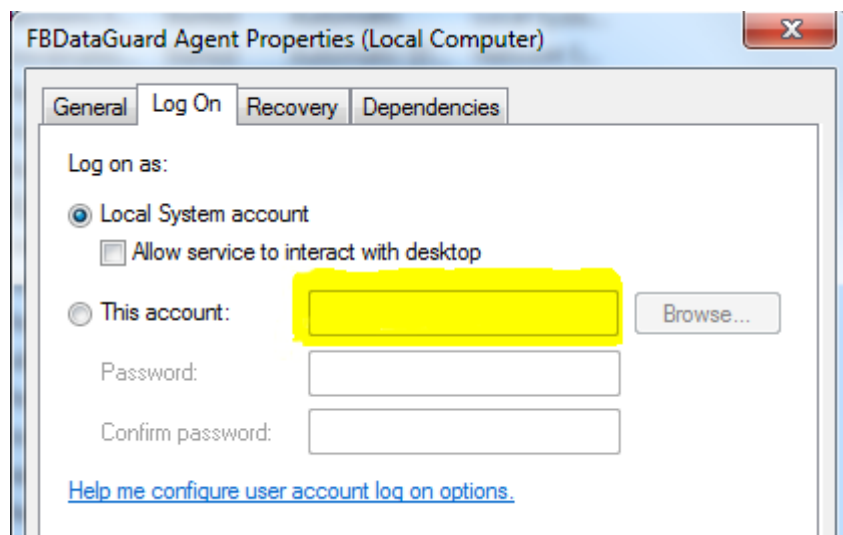 FBDataGuard Agent Properties (Local Computer)
General Log On Recovery Dependencies
Log on as:
Local System account
Allow service to interact with desktop
This account: Browse...
Password:
Confirm password:
Help me configure user account log on options.